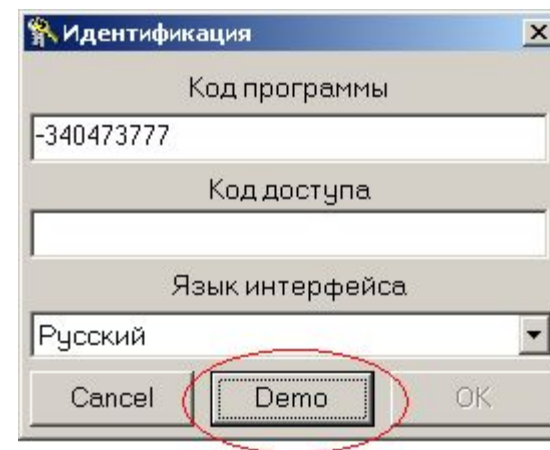 Идентификация
Код программы
-340473777
Код доступа
Язык интерфейса
Русский
Cancel Demo OK